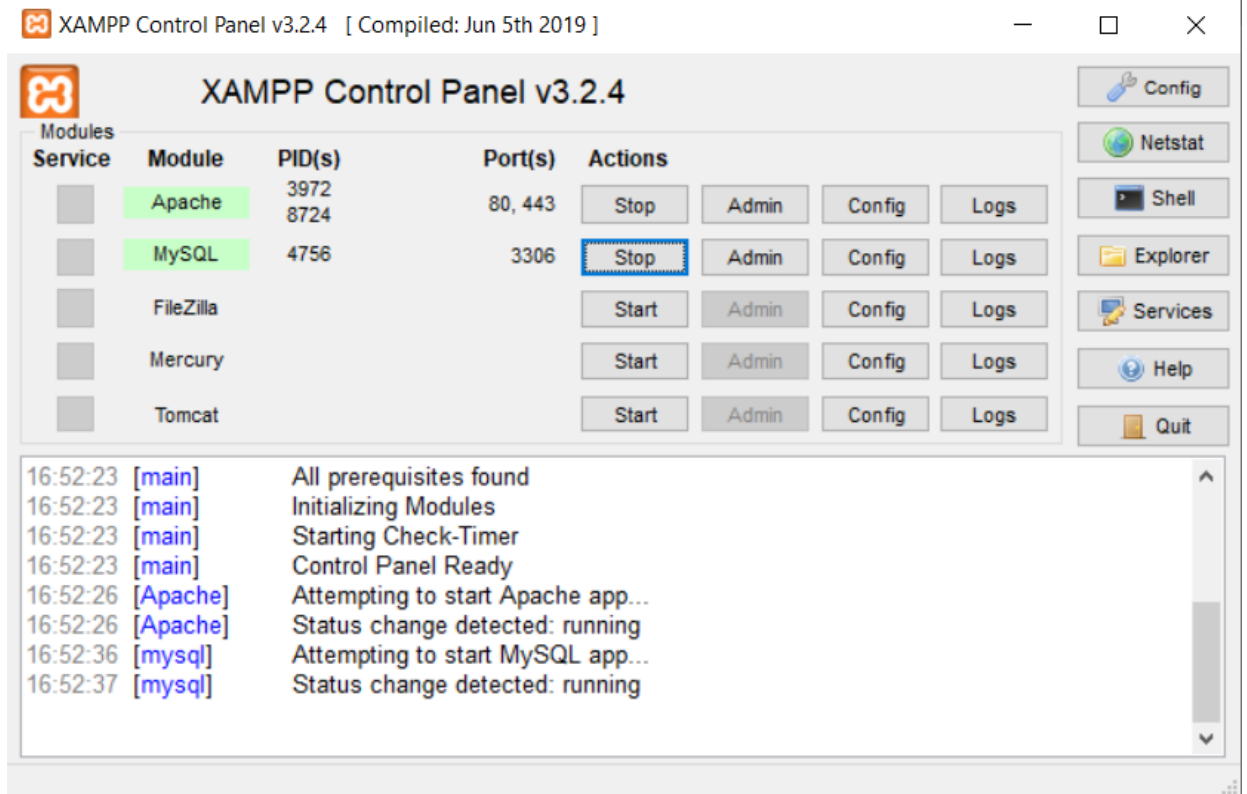 XAMPP Control Panel v3.2.4 [ Compiled: Jun 5th 2019 ]
XAMPP Control Panel v3.2.4
Config
Modules
Service Module PID(s) Port(s) Actions
Netstat
Apache 3972 8724 80, 443 Stop Admin Config Logs
Shell
MySQL 4756 3306 Stop Admin Config Logs
Explorer
FileZilla Start Admin Config Logs
Services
Mercury Start Admin Config Logs
Help
Tomcat Start Admin Config Logs
Quit
16:52:23 [main] All prerequisites found
16:52:23 [main] Initializing Modules
16:52:23 [main] Starting Check-Timer
16:52:23 [main] Control Panel Ready
16:52:26 [Apache] Attempting to start Apache app...
16:52:26 [Apache] Status change detected: running
16:52:36 [mysql] Attempting to start MySQL app...
16:52:37 [mysql] Status change detected: running